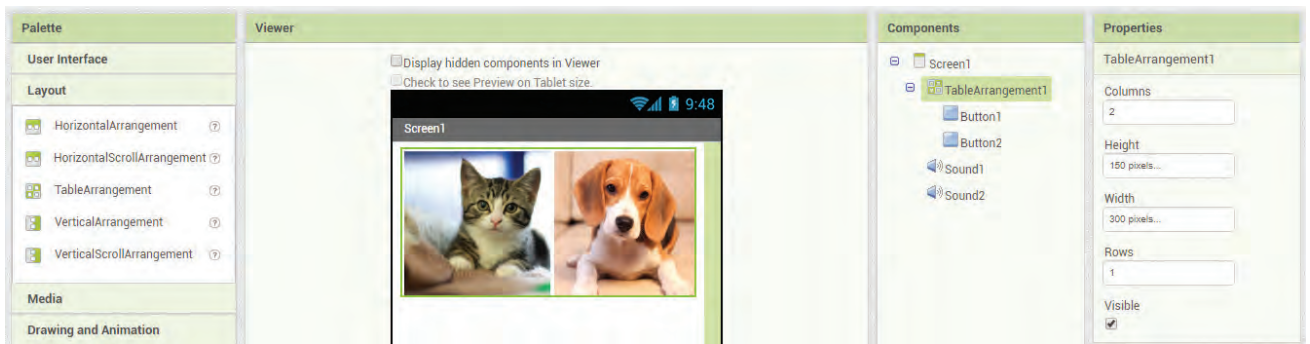 Palette
User Interface
Layout
HorizontalArrangement
HorizontalScrollArrangement
TableArrangement
VerticalArrangement
VerticalScrollArrangement
Media
Drawing and Animation
Viewer
Display hidden components in Viewer
Check to see Preview on Tablet size.
9:48
Screen1
Components
Screen1
TableArrangement1
Button1
Button2
Sound1
Sound2
Properties
TableArrangement1
Columns
2
Height
150 pixels...
Width
300 pixels...
Rows
1
Visible